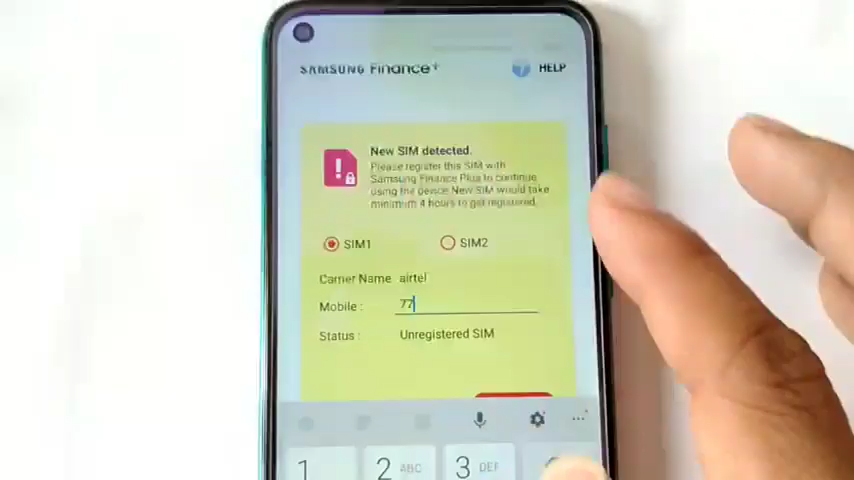 SAMSUNG Finance+
HELP
New SIM detected.
Please register this SIM with
Samsung Finance Plus to continue
using the device.New SIM would take
minimum 4 hours to get registered.
SIM1
SIM2
Carrier Name airtel
Mobile : 77
Status : Unregistered SIM
1
2 ABC
3 DEF